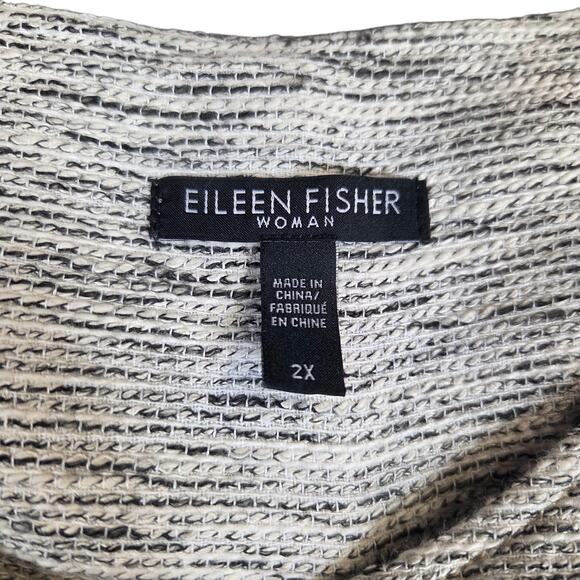 EILEEN FISHER
WOMAN
MADE IN
CHINA/
FABRIQUÉ
EN CHINE
2X